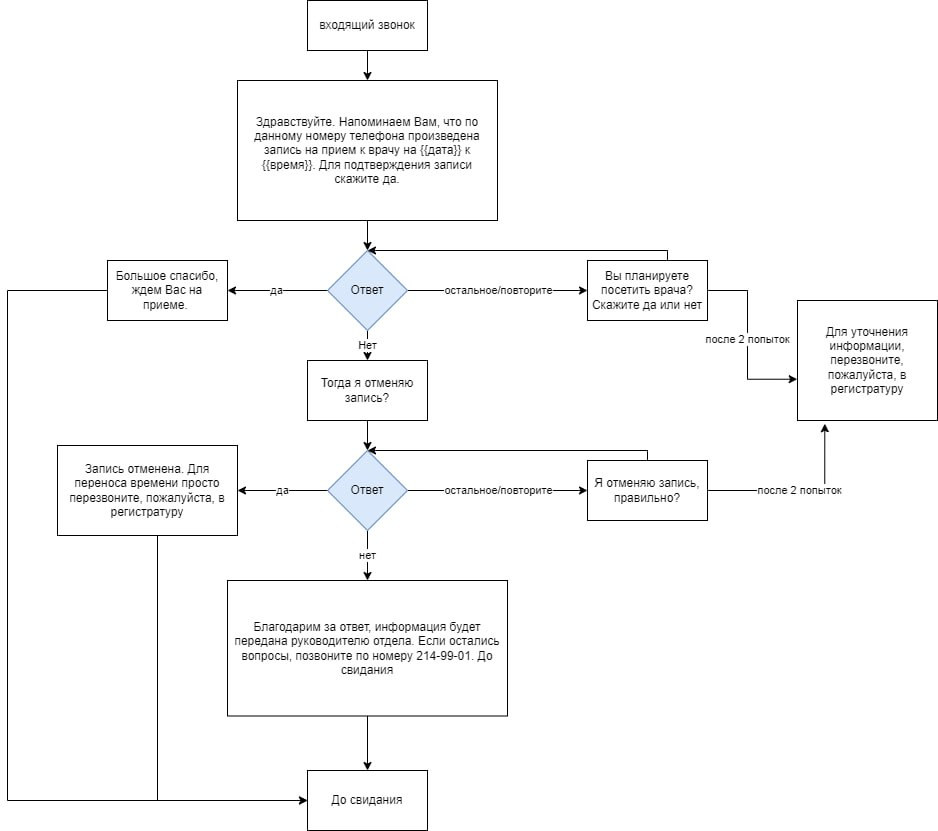 входящий звонок
Здравствуйте. Напоминаем Вам, что по
данному номеру телефона произведена
запись на прием к врачу на {{дата}} к
{{время}}. Для подтверждения записи
скажите да.
Большое спасибо,
ждем Вас на
приеме.
да
Ответ
остальное/повторите
Вы планируете
посетить врача?
Скажите да или нет
после 2 попыток
Для уточнения
информации,
перезвоните,
пожалуйста, в
регистратуру
Нет
Тогда я отменяю
запись?
Запись отменена. Для
переноса времени просто
перезвоните, пожалуйста, в
регистратуру
да
Ответ
остальное/повторите
Я отменяю запись,
правильно?
после 2 попыток
нет
Благодарим за ответ, информация будет
передана руководителю отдела. Если остались
вопросы, позвоните по номеру 214-99-01. До
свидания
До свидания